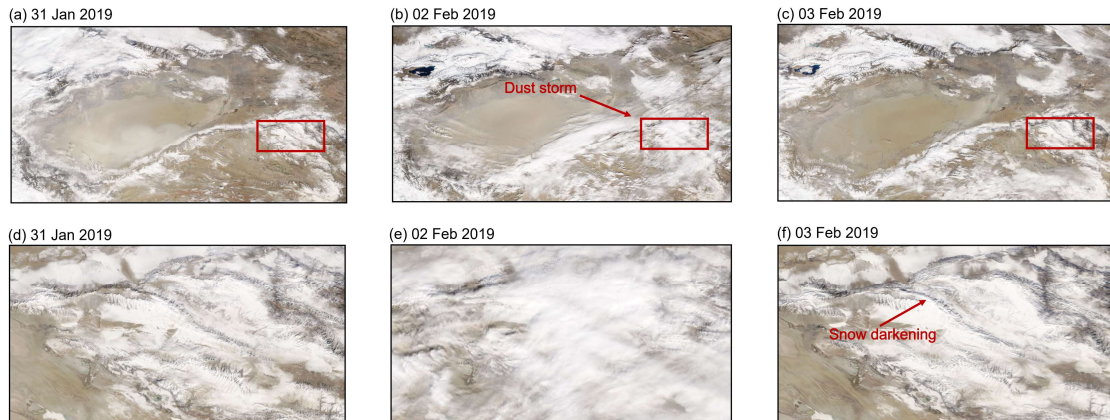 (a) 31 Jan 2019
(b) 02 Feb 2019
(c) 03 Feb 2019
Dust storm
(d) 31 Jan 2019
(e) 02 Feb 2019
(f) 03 Feb 2019
Snow darkening